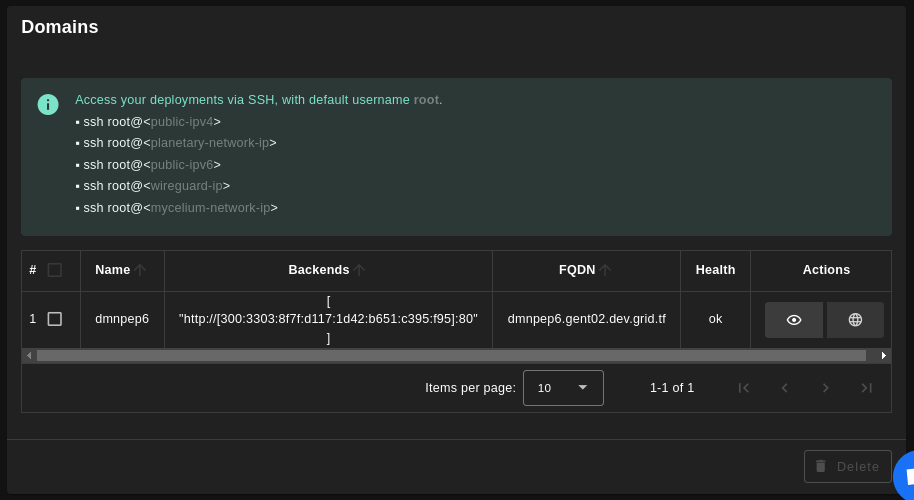 Domains
Access your deployments via SSH, with default username root.
▪ ssh root@<public-ipv4>
▪ ssh root@<planetary-network-ip>
▪ ssh root@<public-ipv6>
▪ ssh root@<wireguard-ip>
▪ ssh root@<mycelium-network-ip>
# Name Backends FQDN Health Actions
[
1 dmnpep6 "http://[300:3303:8f7f:d117:1d42:b651:c395:f95]:80" dmnpep6.gent02.dev.grid.tf ok
]
Items per page: 10 1-1 of 1
Delete